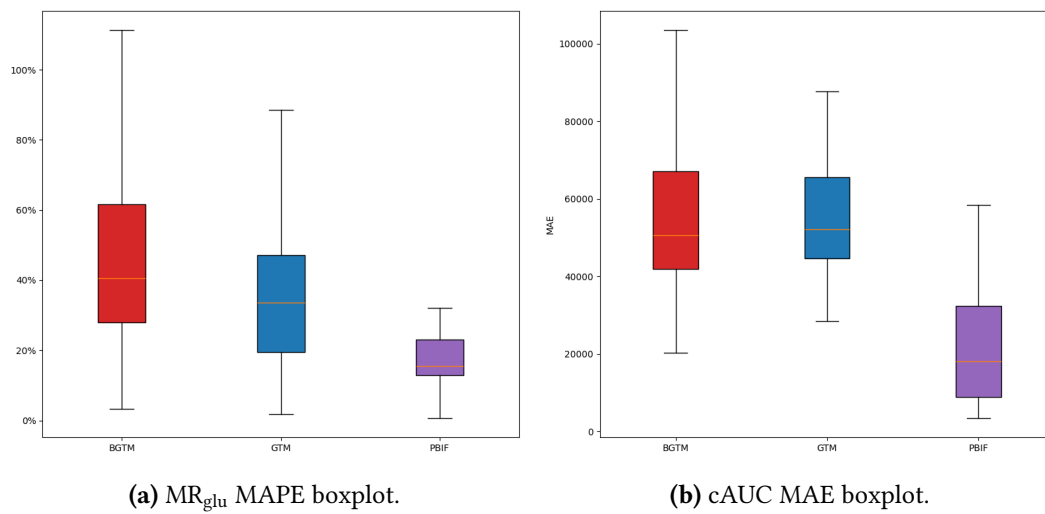 100%
80%
60%
40%
20%
0%
BGTM GTM PBIF
(a) MRglu MAPE boxplot.
100000
80000
60000
40000
20000
0
MAE
BGTM GTM PBIF
(b) cAUC MAE boxplot.